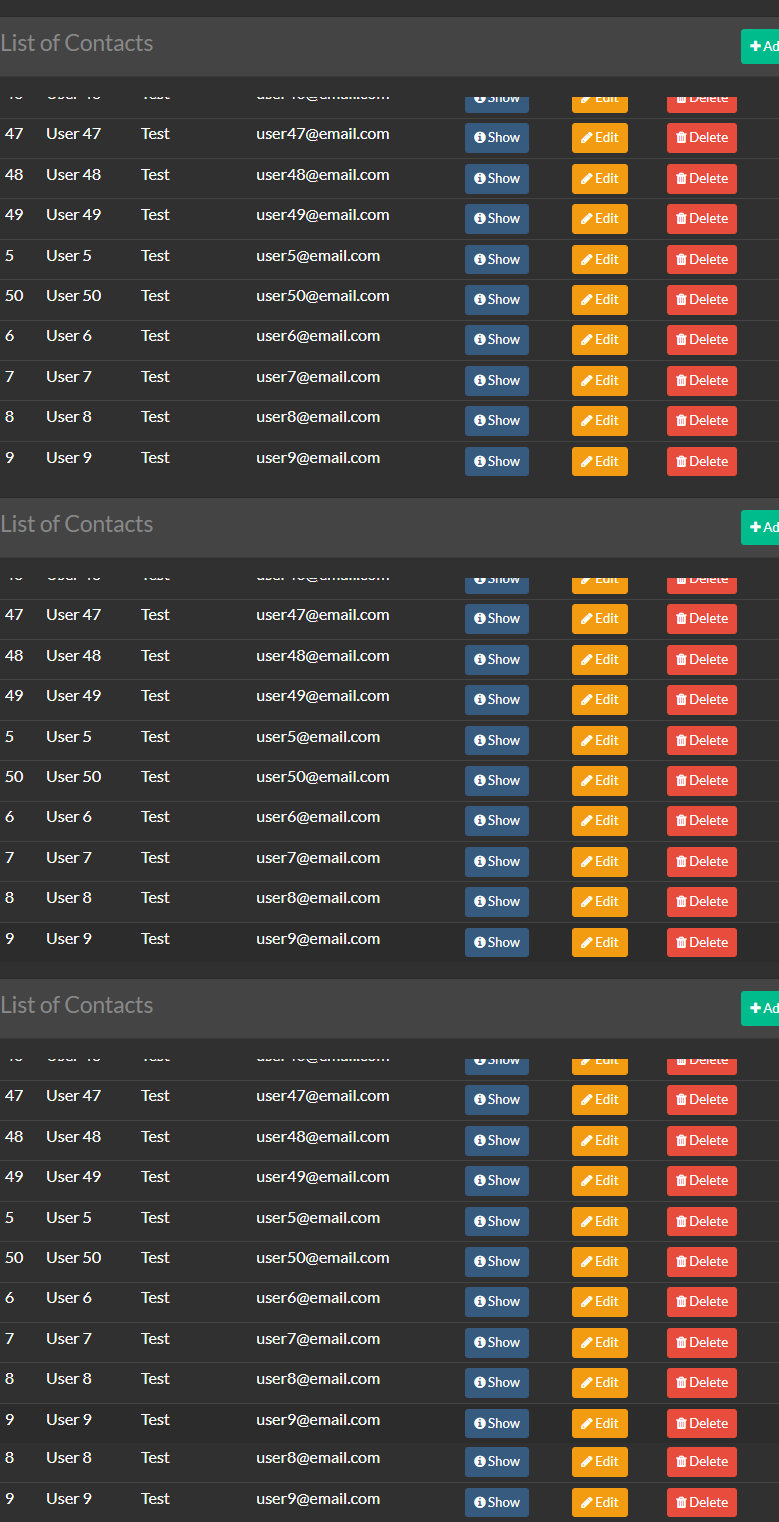 List of Contacts Ad
Show Edit Delete
47 User 47 Test user47@email.com Show Edit Delete
48 User 48 Test user48@email.com Show Edit Delete
49 User 49 Test user49@email.com Show Edit Delete
5 User 5 Test user5@email.com Show Edit Delete
50 User 50 Test user50@email.com Show Edit Delete
6 User 6 Test user6@email.com Show Edit Delete
7 User 7 Test user7@email.com Show Edit Delete
8 User 8 Test user8@email.com Show Edit Delete
9 User 9 Test user9@email.com Show Edit Delete
List of Contacts Ad
Show Edit Delete
47 User 47 Test user47@email.com Show Edit Delete
48 User 48 Test user48@email.com Show Edit Delete
49 User 49 Test user49@email.com Show Edit Delete
5 User 5 Test user5@email.com Show Edit Delete
50 User 50 Test user50@email.com Show Edit Delete
6 User 6 Test user6@email.com Show Edit Delete
7 User 7 Test user7@email.com Show Edit Delete
8 User 8 Test user8@email.com Show Edit Delete
9 User 9 Test user9@email.com Show Edit Delete
List of Contacts Ad
Show Edit Delete
47 User 47 Test user47@email.com Show Edit Delete
48 User 48 Test user48@email.com Show Edit Delete
49 User 49 Test user49@email.com Show Edit Delete
5 User 5 Test user5@email.com Show Edit Delete
50 User 50 Test user50@email.com Show Edit Delete
6 User 6 Test user6@email.com Show Edit Delete
7 User 7 Test user7@email.com Show Edit Delete
8 User 8 Test user8@email.com Show Edit Delete
9 User 9 Test user9@email.com Show Edit Delete
8 User 8 Test user8@email.com Show Edit Delete
9 User 9 Test user9@email.com Show Edit Delete